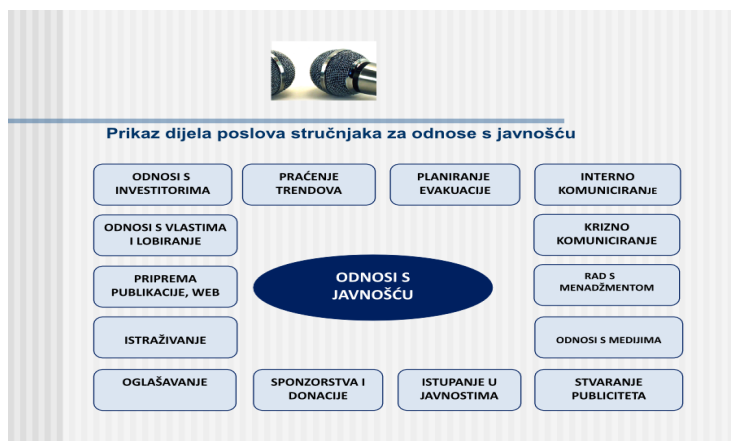 Prikaz dijela poslova stručnjaka za odnose s javnošću
ODNOSI S
INVESTITORIMA
PRAĆENJE
TRENDOVA
PLANIRANJE
EVAKUACIJE
INTERNO
KOMUNICIRANJE
ODNOSI S VLASTIMA
I LOBIRANJE
KRIZNO
KOMUNICIRANJE
PRIPREMA
PUBLIKACIJE, WEB
ODNOSI S
JAVNOŠĆU
RAD S
MENADŽMENTOM
ISTRAŽIVANJE
ODNOSI S MEDIJIMA
OGLAŠAVANJE
SPONZORSTVA I
DONACIJE
ISTUPANJE U
JAVNOSTIMA
STVARANJE
PUBLICITETA